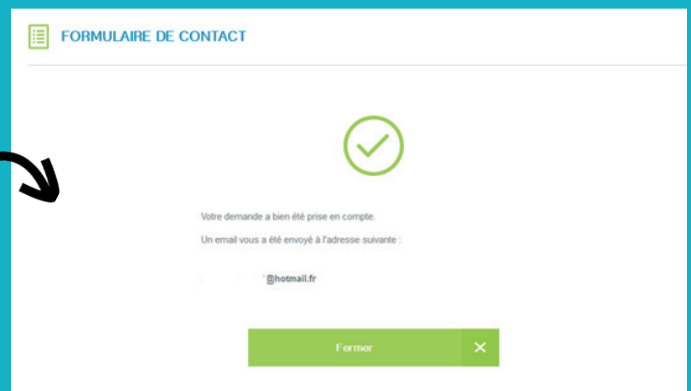 FORMULAIRE DE CONTACT
Votre demande a bien été prise en compte.
Un email vous a été envoyé à l'adresse suivante :
@hotmail.fr
Fermer